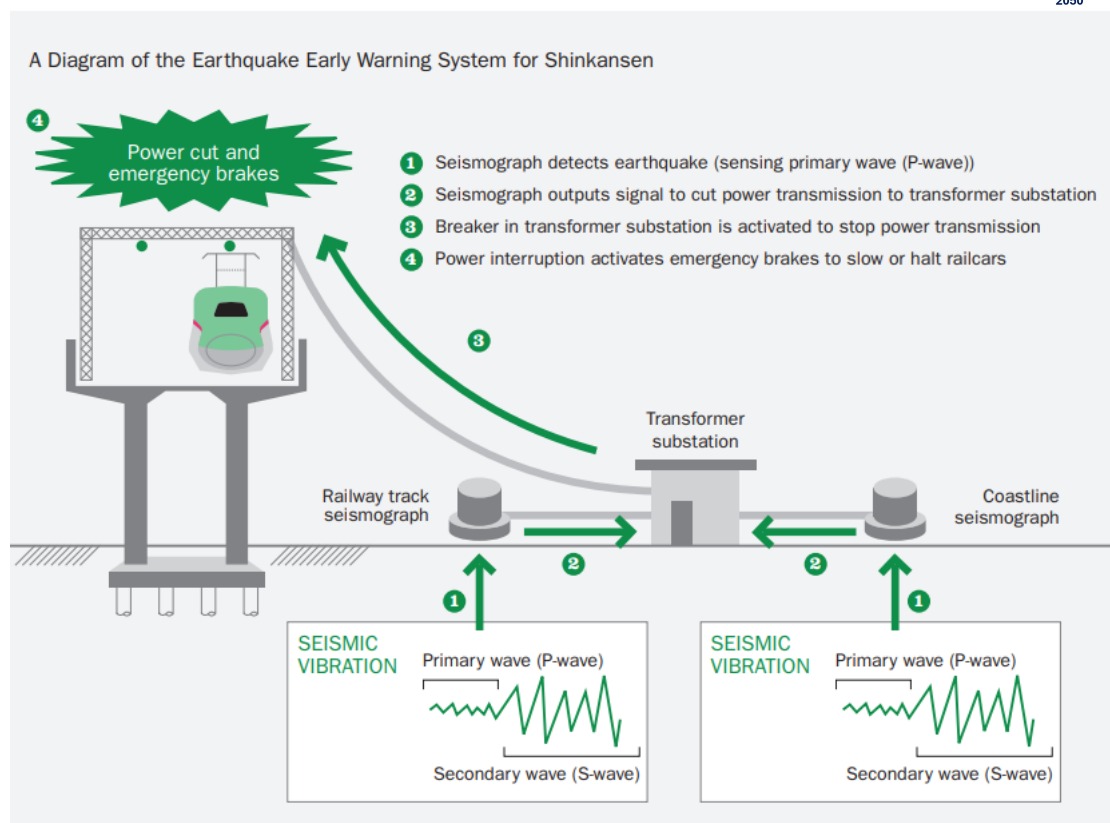 2050
A Diagram of the Earthquake Early Warning System for Shinkansen
4
Power cut and
emergency brakes
1 Seismograph detects earthquake (sensing primary wave (P-wave))
2 Seismograph outputs signal to cut power transmission to transformer substation
3 Breaker in transformer substation is activated to stop power transmission
4 Power interruption activates emergency brakes to slow or halt railcars
3
Transformer
substation
Railway track
seismograph
Coastline
seismograph
2
2
1
1
SEISMIC
VIBRATION
Primary wave (P-wave)
Secondary wave (S-wave)
SEISMIC
VIBRATION
Primary wave (P-wave)
Secondary wave (S-wave)